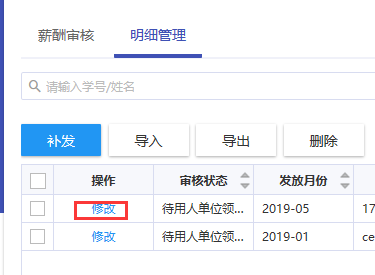 薪酬审核 明细管理
请输入学号/姓名
补发 导入 导出 删除
操作 审核状态 发放月份
修改 待用人单位领... 2019-05 17
修改 待用人单位领... 2019-01 ce